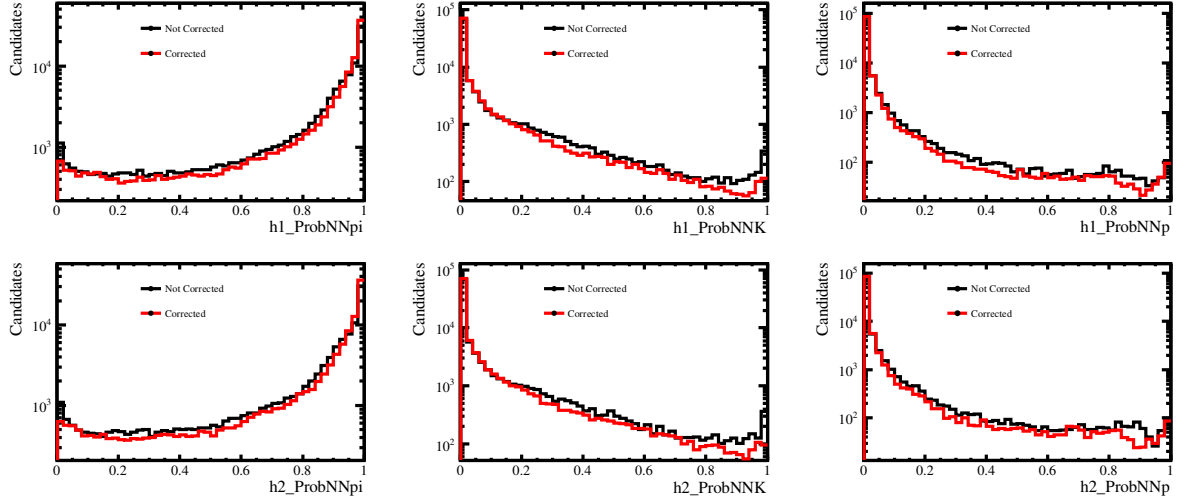 Candidates
10^4
10^3
Not Corrected
Corrected
0 0.2 0.4 0.6 0.8 1
h1_ProbNNpi
Candidates
10^5
10^4
10^3
10^2
Not Corrected
Corrected
0 0.2 0.4 0.6 0.8 1
h1_ProbNNK
Candidates
10^5
10^4
10^3
10^2
Not Corrected
Corrected
0 0.2 0.4 0.6 0.8 1
h1_ProbNNp
Candidates
10^4
10^3
Not Corrected
Corrected
0 0.2 0.4 0.6 0.8 1
h2_ProbNNpi
Candidates
10^5
10^4
10^3
10^2
Not Corrected
Corrected
0 0.2 0.4 0.6 0.8 1
h2_ProbNNK
Candidates
10^5
10^4
10^3
10^2
Not Corrected
Corrected
0 0.2 0.4 0.6 0.8 1
h2_ProbNNp